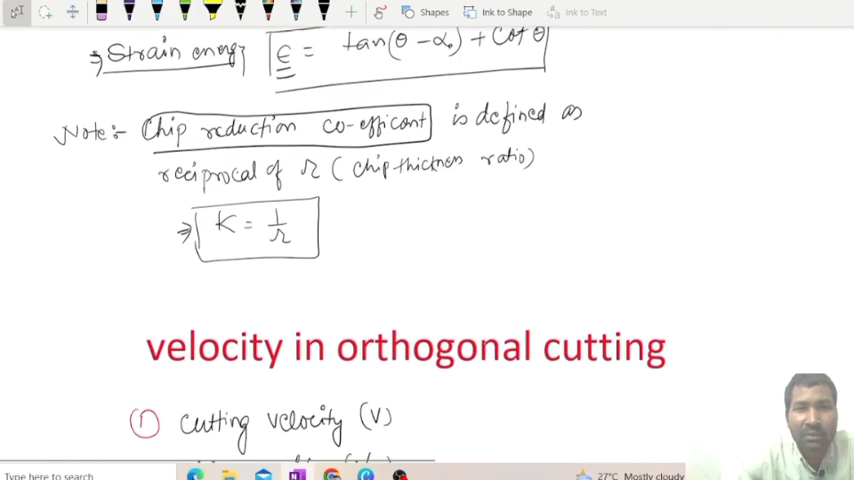 Shapes Ink to Shape Ink to Text
⇒ Strain energy ε = tan(θ - α₀) + Cot θ
Note:- Chip reduction co-efficant is defined as
reciprocal of r ( chip thickness ratio)
⇒ K = 1/r
velocity in orthogonal cutting
① cutting velocity (V)
Type here to search 27°C Mostly cloudy